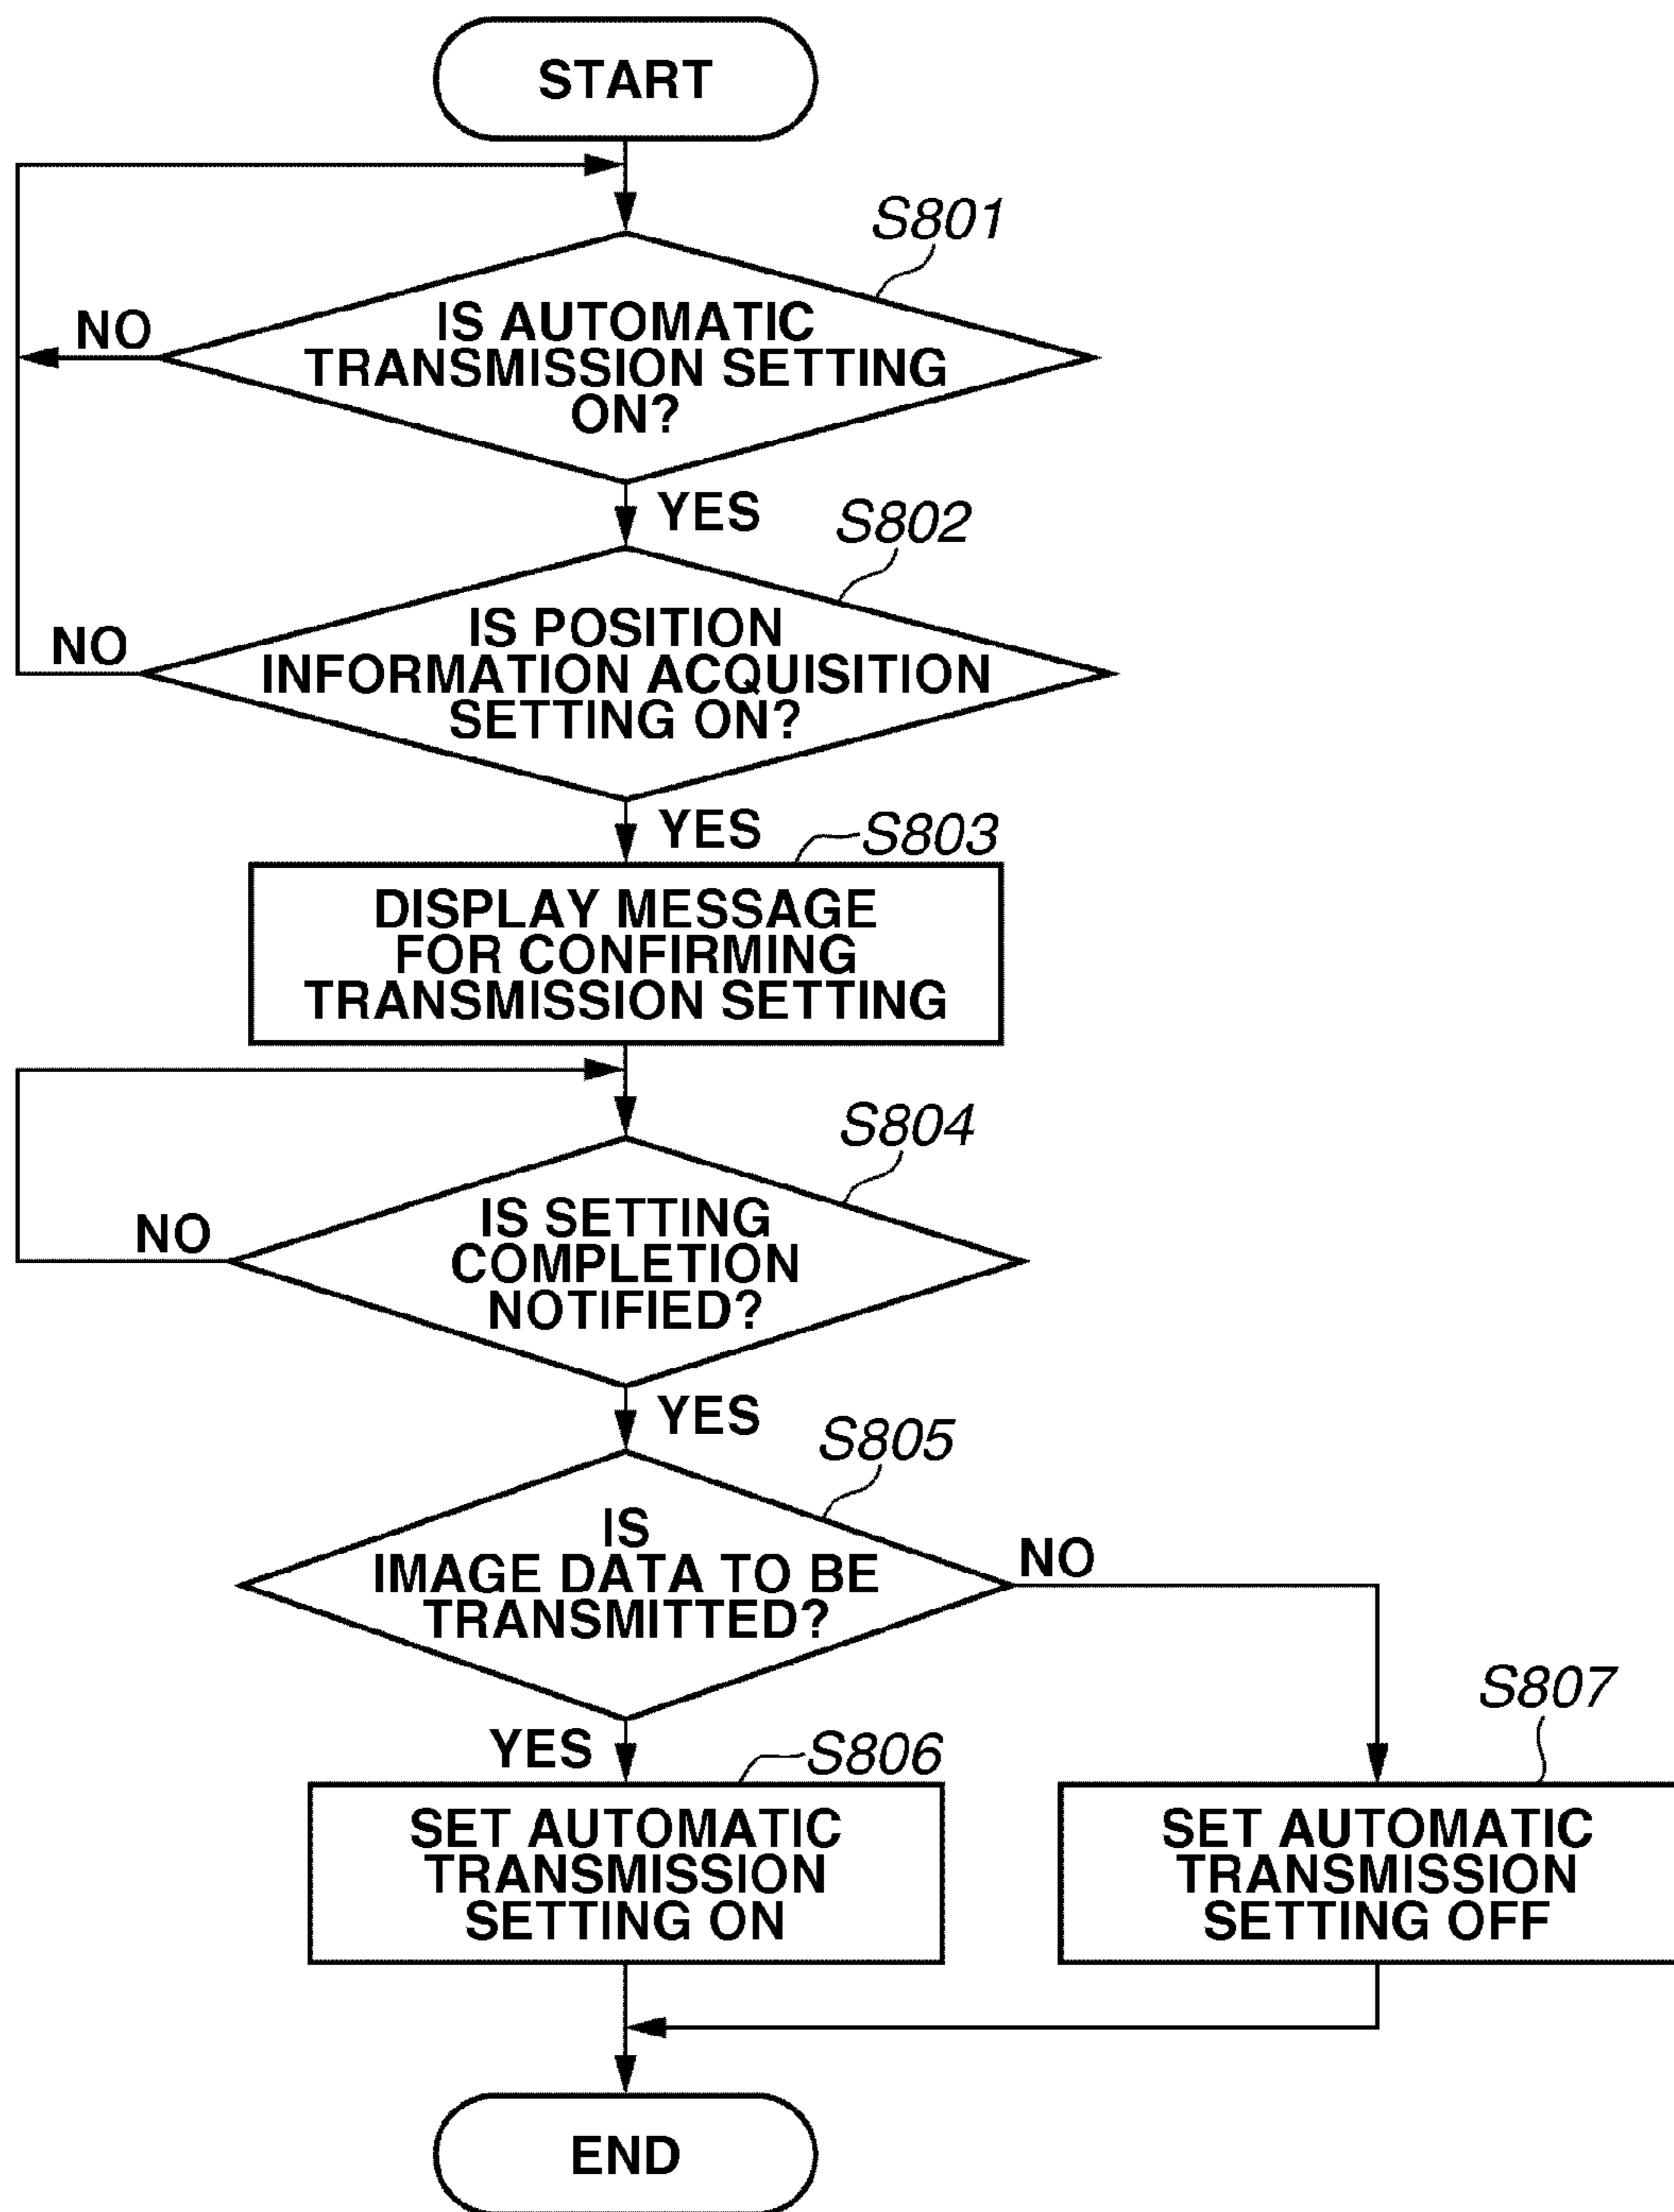 START
S801
IS AUTOMATIC
TRANSMISSION SETTING
ON?
NO
YES
S802
IS POSITION
INFORMATION ACQUISITION
SETTING ON?
NO
YES
S803
DISPLAY MESSAGE
FOR CONFIRMING
TRANSMISSION SETTING
S804
IS SETTING
COMPLETION
NOTIFIED?
NO
YES
S805
IS
IMAGE DATA TO BE
TRANSMITTED?
NO
YES
S806
SET AUTOMATIC
TRANSMISSION
SETTING ON
S807
SET AUTOMATIC
TRANSMISSION
SETTING OFF
END